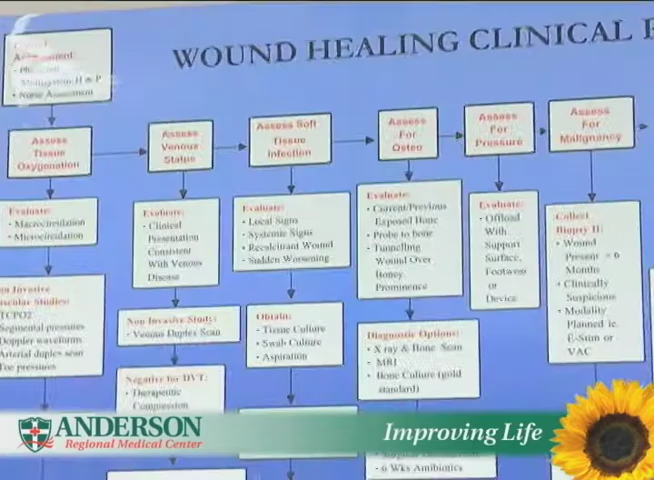 WOUND HEALING CLINICAL
Assessment:
- Physician
Multisystem H & P
• Nurse Assessment
Assess
Tissue
Oxygenation
Assess
Venous
Status
Assess Soft
Tissue
Infection
Assess
For
Osteo
Assess
For
Pressure
Assess
For
Malignancy
Evaluate:
• Macrocirculation
• Microcirculation
Evaluate:
• Clinical
Presentation
Consistent
With Venous
Disease
Evaluate:
• Local Signs
• Systemic Signs
• Recalcitrant Wound
• Sudden Worsening
Evaluate:
• Current/Previous
Exposed Bone
• Probe to bone
• Tunnelling
Wound Over
Boney
Prominence
Evaluate:
• Offload
With
Support
Surface,
Footwear
or
Device
Collect
Biopsy If:
• Wound
Present × 6
Months
• Clinically
Suspicious
• Modality
Planned ie.
E-Stim or
VAC
Invasive
Studies:
TCPO2
Segmental pressures
Doppler waveforms
Arterial duplex scan
Toe pressures
Non Invasive Study:
• Venous Duplex Scan
Obtain:
• Tissue Culture
• Swab Culture
• Aspiration
Diagnostic Options:
• X ray & Bone Scan
• MRI
• Bone Culture (gold
standard)
Negative for DVT:
• Therapeutic
Compression
• 6 Wks Antibiotics
ANDERSON
Regional Medical Center
Improving Life